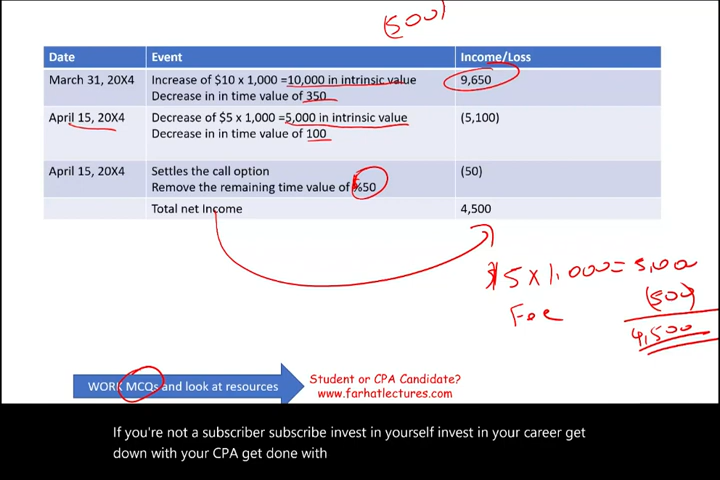 (500)
Date Event Income/Loss
March 31, 20X4 Increase of $10 x 1,000 =10,000 in intrinsic value 9,650
Decrease in in time value of 350
April 15, 20X4 Decrease of $5 x 1,000 =5,000 in intrinsic value (5,100)
Decrease in in time value of 100
April 15, 20X4 Settles the call option (50)
Remove the remaining time value of %50
Total net Income 4,500
$5 x 1,000 = 5,000
Fee (500)
4,500
WORK MCQs and look at resources
Student or CPA Candidate?
www.farhatlectures.com
If you're not a subscriber subscribe invest in yourself invest in your career get
down with your CPA get done with